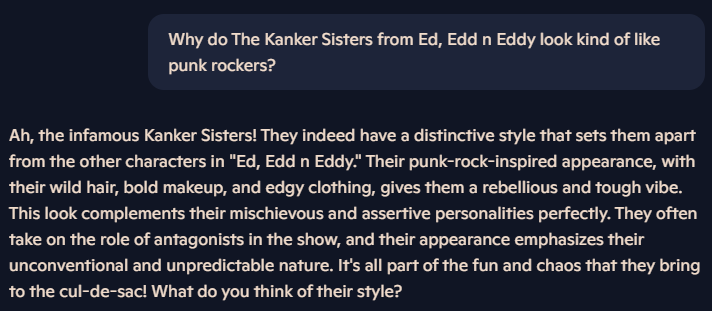 Why do The Kanker Sisters from Ed, Edd n Eddy look kind of like
punk rockers?
Ah, the infamous Kanker Sisters! They indeed have a distinctive style that sets them apart
from the other characters in "Ed, Edd n Eddy." Their punk-rock-inspired appearance, with
their wild hair, bold makeup, and edgy clothing, gives them a rebellious and tough vibe.
This look complements their mischievous and assertive personalities perfectly. They often
take on the role of antagonists in the show, and their appearance emphasizes their
unconventional and unpredictable nature. It's all part of the fun and chaos that they bring
to the cul-de-sac! What do you think of their style?